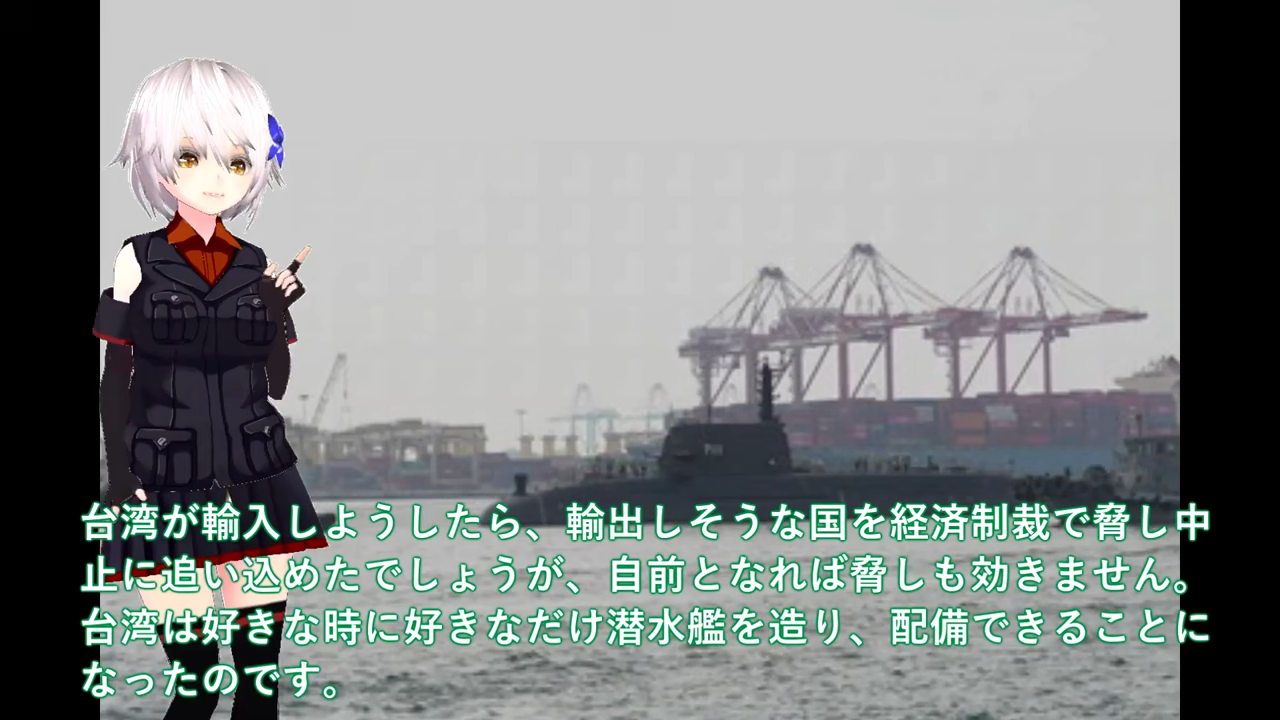 台湾が輸入しようしたら、輸出しそうな国を経済制裁で脅し中
止に追い込めたでしょうが、自前となれば脅しも効きません。
台湾は好きな時に好きなだけ潜水艦を造り、配備できることに
なったのです。